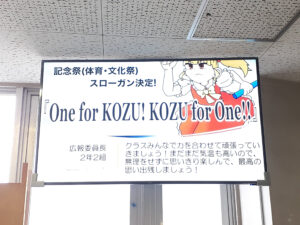 記念祭(体育・文化祭)
スローガン決定!
『One for KOZU! KOZU for One!!』
広報委員長
2年2組
クラスみんなで力を合わせて頑張ってい
きましょう!まだまだ気温も高いので、
無理をせずに思いきり楽しんで、最高の
思い出残しましょう!